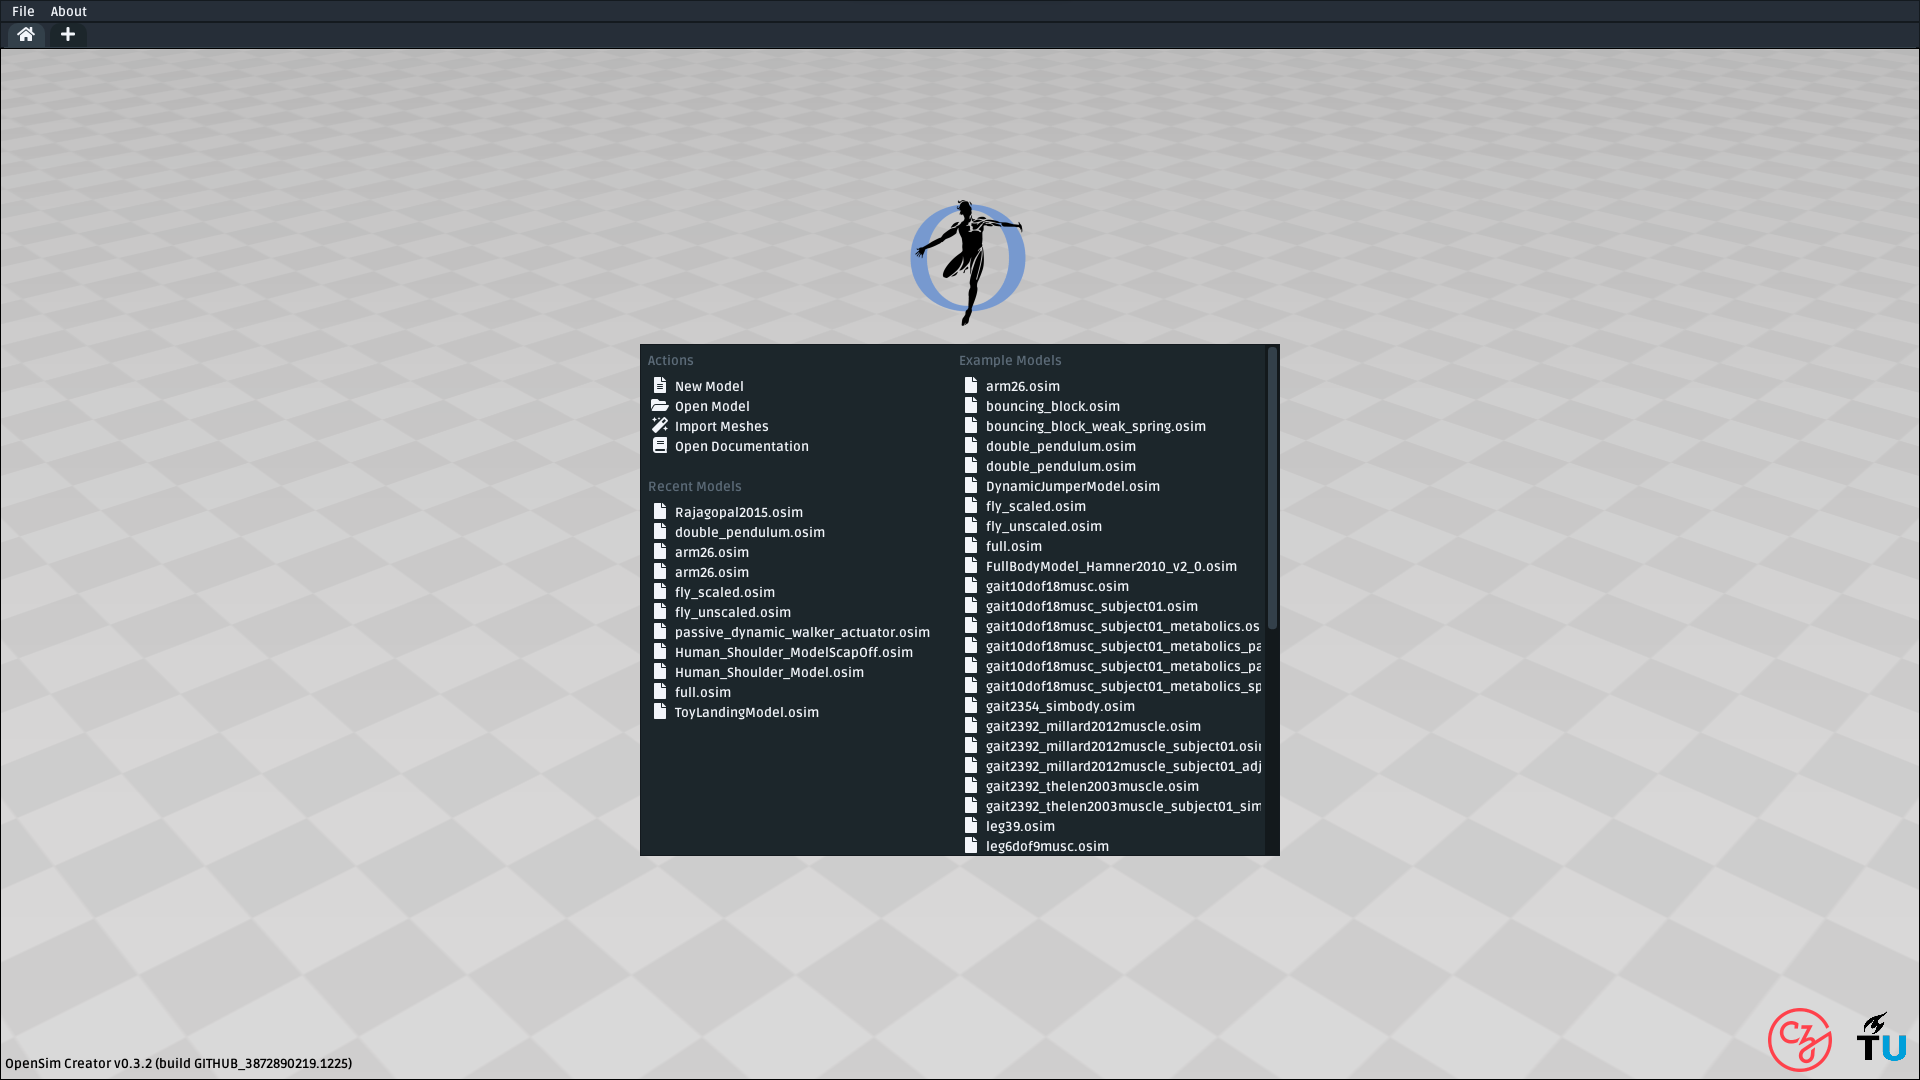 File About
Actions
New Model
Open Model
Import Meshes
Open Documentation
Recent Models
Rajagopal2015.osim
double_pendulum.osim
arm26.osim
arm26.osim
fly_scaled.osim
fly_unscaled.osim
passive_dynamic_walker_actuator.osim
Human_Shoulder_ModelScapOff.osim
Human_Shoulder_Model.osim
full.osim
ToyLandingModel.osim
Example Models
arm26.osim
bouncing_block.osim
bouncing_block_weak_spring.osim
double_pendulum.osim
double_pendulum.osim
DynamicJumperModel.osim
fly_scaled.osim
fly_unscaled.osim
full.osim
FullBodyModel_Hamner2010_v2_0.osim
gait10dof18musc.osim
gait10dof18musc_subject01.osim
gait10dof18musc_subject01_metabolics.os
gait10dof18musc_subject01_metabolics_pa
gait10dof18musc_subject01_metabolics_pa
gait10dof18musc_subject01_metabolics_sp
gait2354_simbody.osim
gait2392_millard2012muscle.osim
gait2392_millard2012muscle_subject01.osi
gait2392_millard2012muscle_subject01_adj
gait2392_thelen2003muscle.osim
gait2392_thelen2003muscle_subject01_sim
leg39.osim
leg6dof9musc.osim
OpenSim Creator v0.3.2 (build GITHUB_3872890219.1225)
CZ
TU